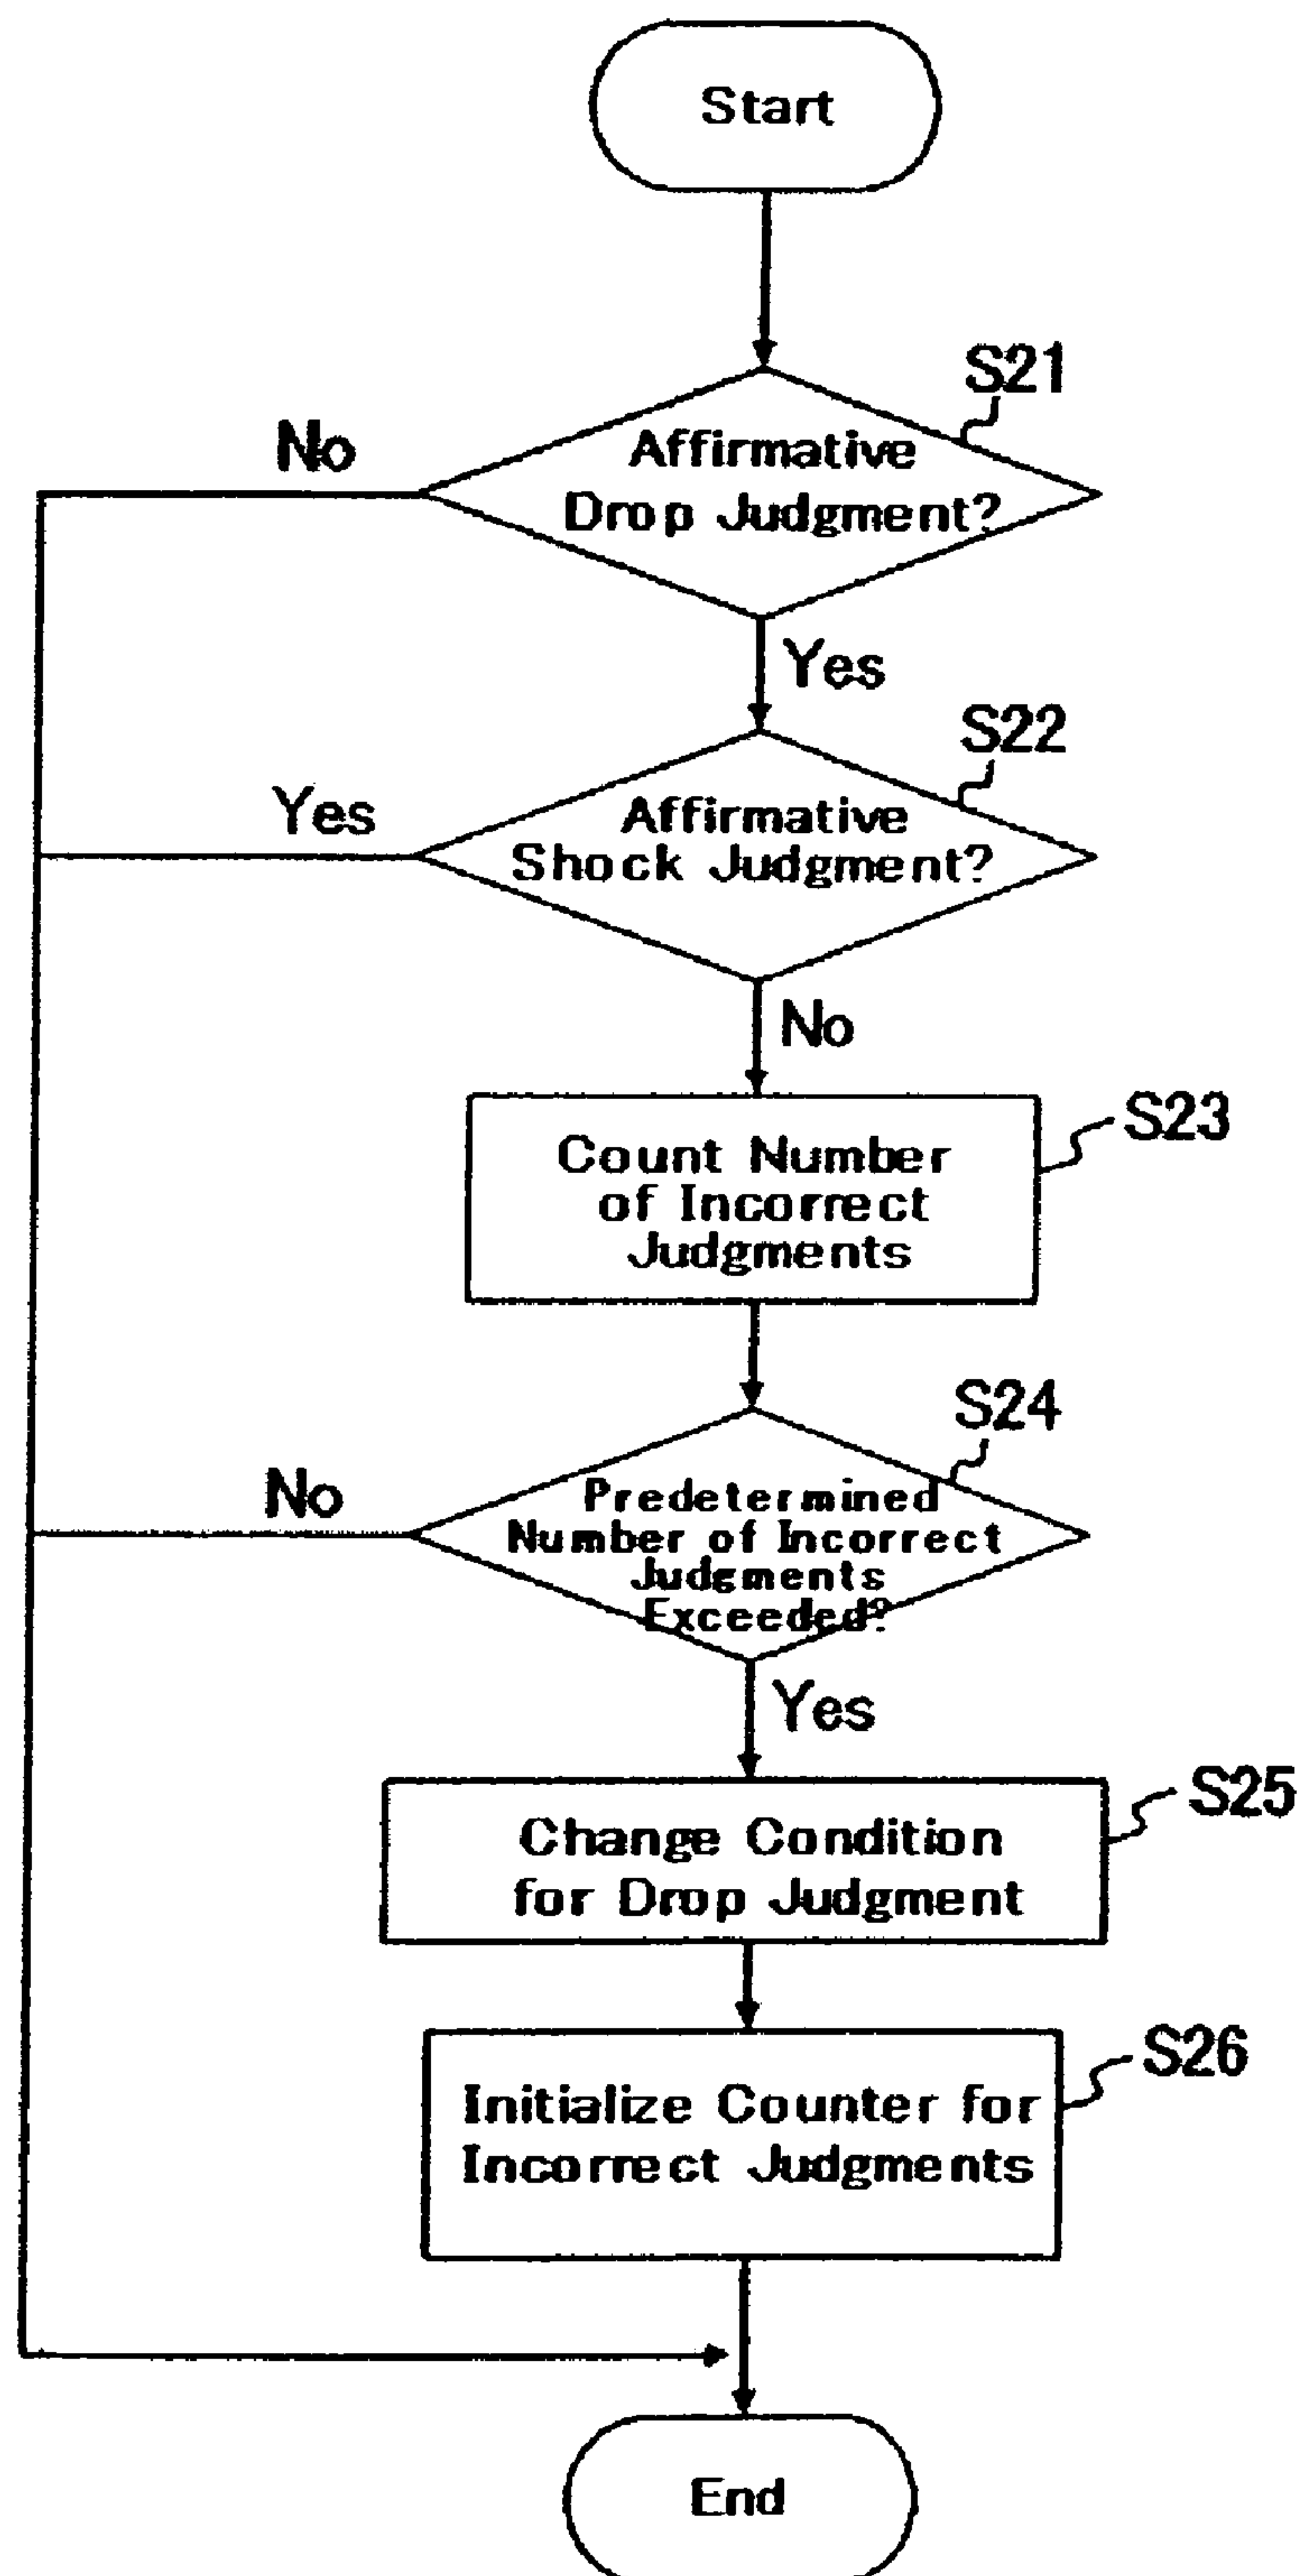 Start
S21
No
Affirmative
Drop Judgment?
Yes
S22
Yes
Affirmative
Shock Judgment?
No
S23
Count Number
of Incorrect
Judgments
S24
No
Predetermined
Number of Incorrect
Judgments
Exceeded?
Yes
S25
Change Condition
for Drop Judgment
S26
Initialize Counter for
Incorrect Judgments
End